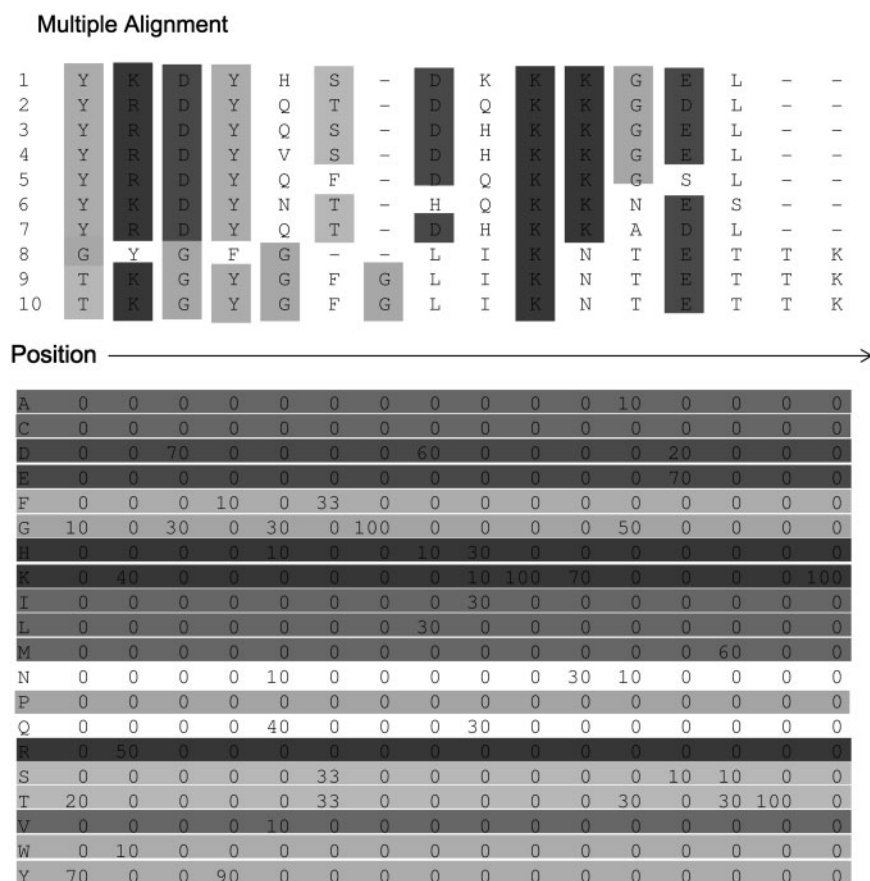 Multiple Alignment
1 Y K D Y H S - D K K K G E L - -
2 Y R D Y Q T - D Q K K G D L - -
3 Y R D Y Q S - D H K K G E L - -
4 Y R D Y V S - D H K K G E L - -
5 Y R D Y Q F - D Q K K G S L - -
6 Y K D Y N T - H Q K K N E S - -
7 Y R D Y Q T - D H K K A D L - -
8 G Y G F G - - L I K N T E T T K
9 T K G Y G F G L I K N T E T T K
10 T K G Y G F G L I K N T E T T K
Position
A 0 0 0 0 0 0 0 0 0 0 0 10 0 0 0 0
C 0 0 0 0 0 0 0 0 0 0 0 0 0 0 0 0
D 0 0 70 0 0 0 0 60 0 0 0 0 20 0 0 0
E 0 0 0 0 0 0 0 0 0 0 0 0 70 0 0 0
F 0 0 0 10 0 33 0 0 0 0 0 0 0 0 0 0
G 10 0 30 0 30 0 100 0 0 0 0 50 0 0 0 0
H 0 0 0 0 10 0 0 10 30 0 0 0 0 0 0 0
K 0 40 0 0 0 0 0 0 10 100 70 0 0 0 0 100
I 0 0 0 0 0 0 0 0 30 0 0 0 0 0 0 0
L 0 0 0 0 0 0 0 30 0 0 0 0 0 0 0 0
M 0 0 0 0 0 0 0 0 0 0 0 0 0 60 0 0
N 0 0 0 0 10 0 0 0 0 0 30 10 0 0 0 0
P 0 0 0 0 0 0 0 0 0 0 0 0 0 0 0 0
Q 0 0 0 0 40 0 0 0 30 0 0 0 0 0 0 0
R 0 50 0 0 0 0 0 0 0 0 0 0 0 0 0 0
S 0 0 0 0 0 33 0 0 0 0 0 0 10 10 0 0
T 20 0 0 0 0 33 0 0 0 0 0 30 0 30 100 0
V 0 0 0 0 10 0 0 0 0 0 0 0 0 0 0 0
W 0 10 0 0 0 0 0 0 0 0 0 0 0 0 0 0
Y 70 0 0 90 0 0 0 0 0 0 0 0 0 0 0 0